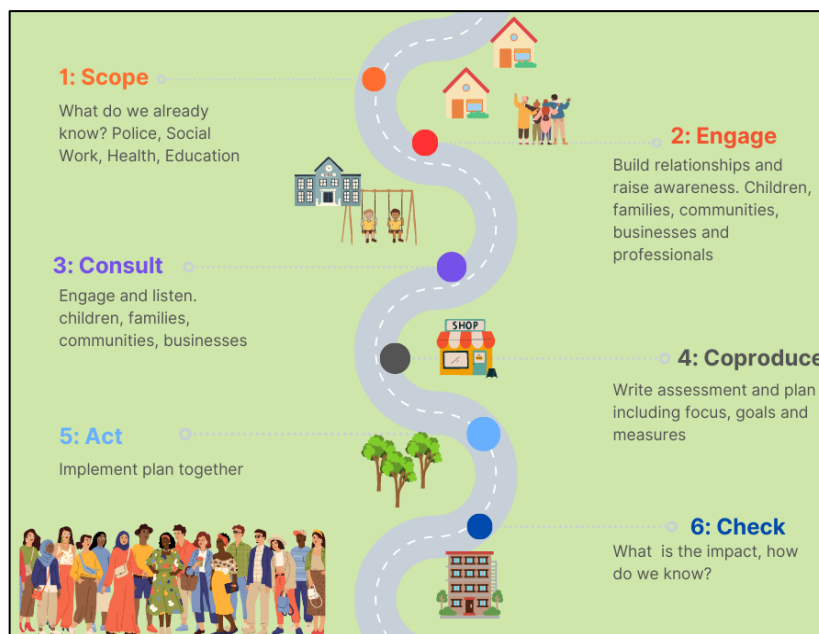 1: Scope
What do we already
know? Police, Social
Work, Health, Education
2: Engage
Build relationships and
raise awareness. Children,
families, communities,
businesses and
professionals
3: Consult
Engage and listen.
children, families,
communities, businesses
SHOP
4: Coproduce
Write assessment and plan
including focus, goals and
measures
5: Act
Implement plan together
6: Check
What is the impact, how
do we know?